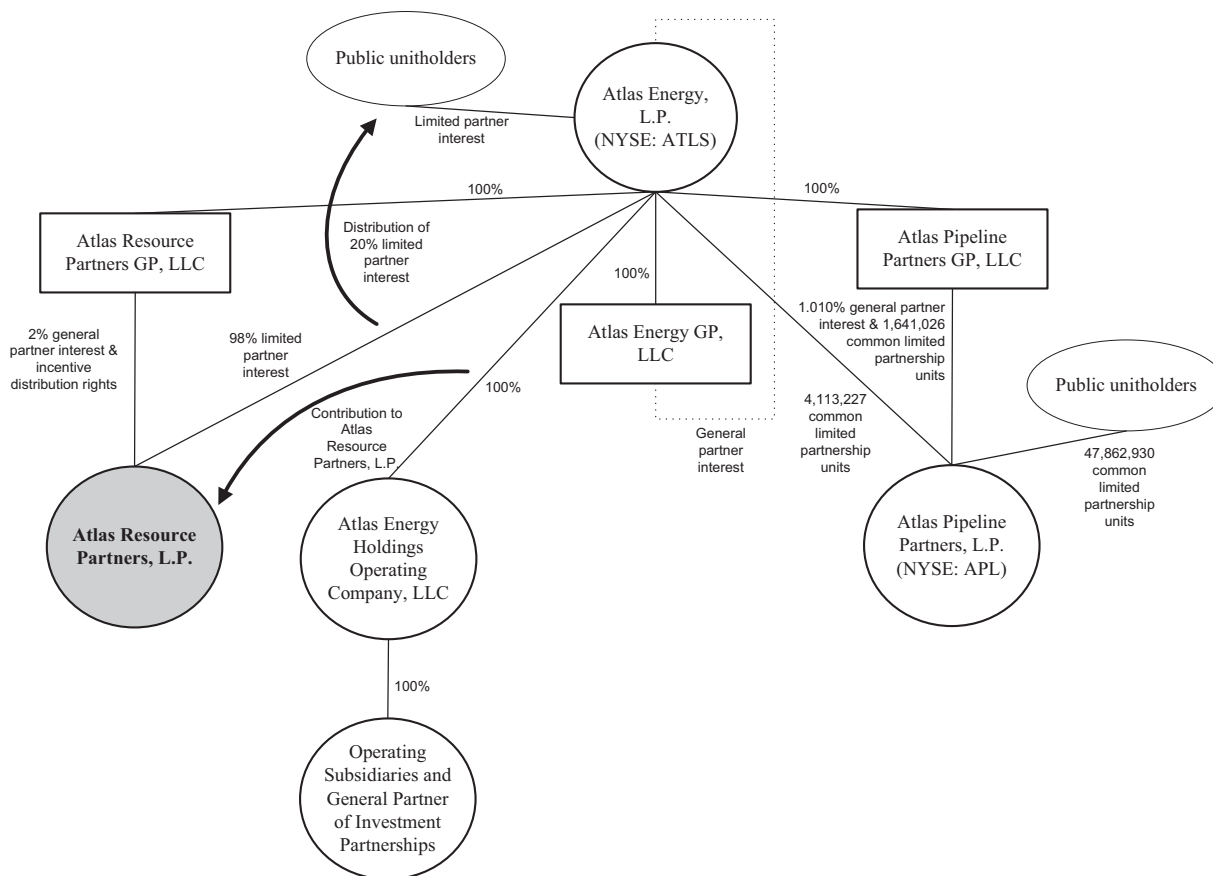 Public unitholders
Atlas Energy,
L.P.
(NYSE: ATLS)
Limited partner
interest
100%
100%
Atlas Resource
Partners GP, LLC
Distribution of
20% limited
partner
interest
100%
Atlas Pipeline
Partners GP, LLC
2% general
partner interest &
incentive
distribution rights
98% limited
partner
interest
Atlas Energy GP,
LLC
1.010% general partner
interest & 1,641,026
common limited
partnership
units
Public unitholders
100%
Contribution to
Atlas
Resource
Partners, L.P.
General
partner
interest
4,113,227
common
limited
partnership
units
47,862,930
common
limited
partnership
units
Atlas Resource
Partners, L.P.
Atlas Energy
Holdings
Operating
Company, LLC
Atlas Pipeline
Partners, L.P.
(NYSE: APL)
100%
Operating
Subsidiaries and
General Partner
of Investment
Partnerships